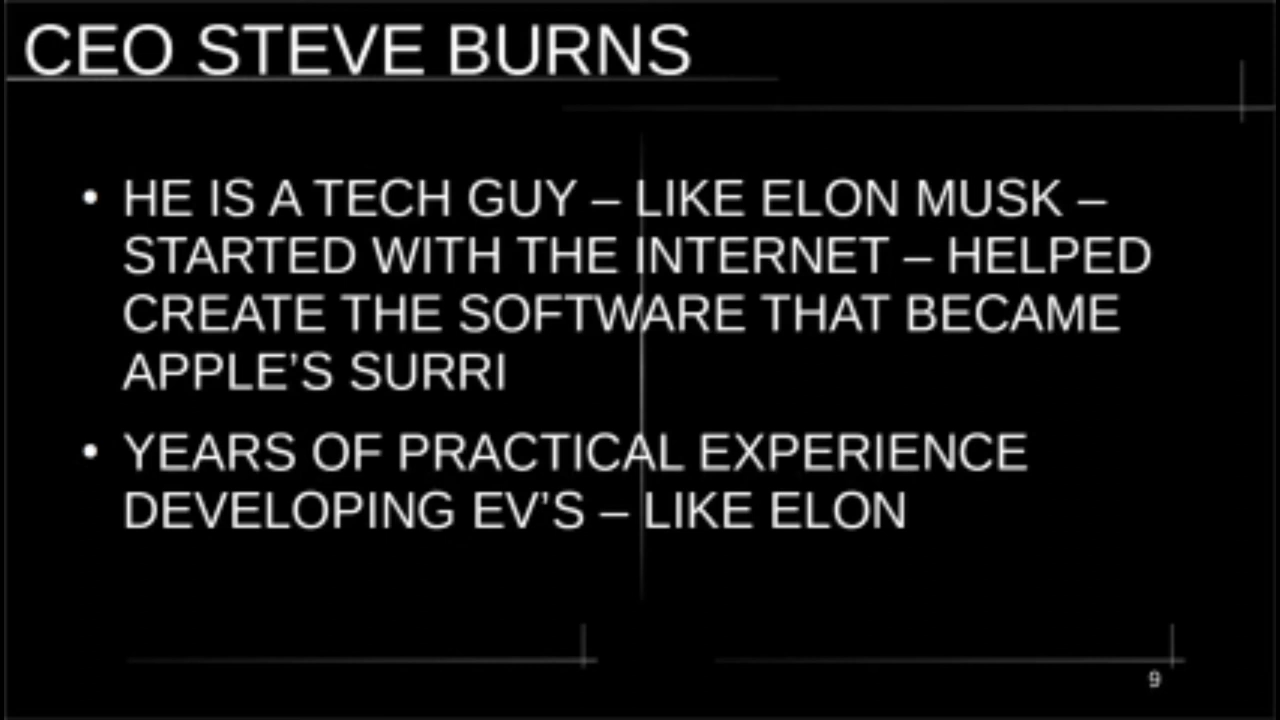 CEO STEVE BURNS
• HE IS A TECH GUY – LIKE ELON MUSK –
STARTED WITH THE INTERNET – HELPED
CREATE THE SOFTWARE THAT BECAME
APPLE'S SURRI
• YEARS OF PRACTICAL EXPERIENCE
DEVELOPING EV'S – LIKE ELON
9